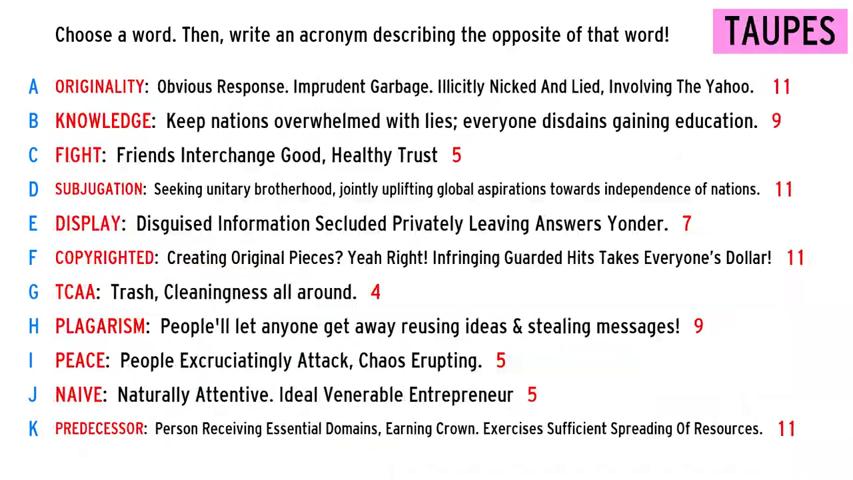 Choose a word. Then, write an acronym describing the opposite of that word!
TAUPES
A ORIGINALITY: Obvious Response. Imprudent Garbage. Illicitly Nicked And Lied, Involving The Yahoo. 11
B KNOWLEDGE: Keep nations overwhelmed with lies; everyone disdains gaining education. 9
C FIGHT: Friends Interchange Good, Healthy Trust 5
D SUBJUGATION: Seeking unitary brotherhood, jointly uplifting global aspirations towards independence of nations. 11
E DISPLAY: Disguised Information Secluded Privately Leaving Answers Yonder. 7
F COPYRIGHTED: Creating Original Pieces? Yeah Right! Infringing Guarded Hits Takes Everyone's Dollar! 11
G TCAA: Trash, Cleaningness all around. 4
H PLAGARISM: People'll let anyone get away reusing ideas & stealing messages! 9
I PEACE: People Excruciatingly Attack, Chaos Erupting. 5
J NAIVE: Naturally Attentive. Ideal Venerable Entrepreneur 5
K PREDECESSOR: Person Receiving Essential Domains, Earning Crown. Exercises Sufficient Spreading Of Resources. 11